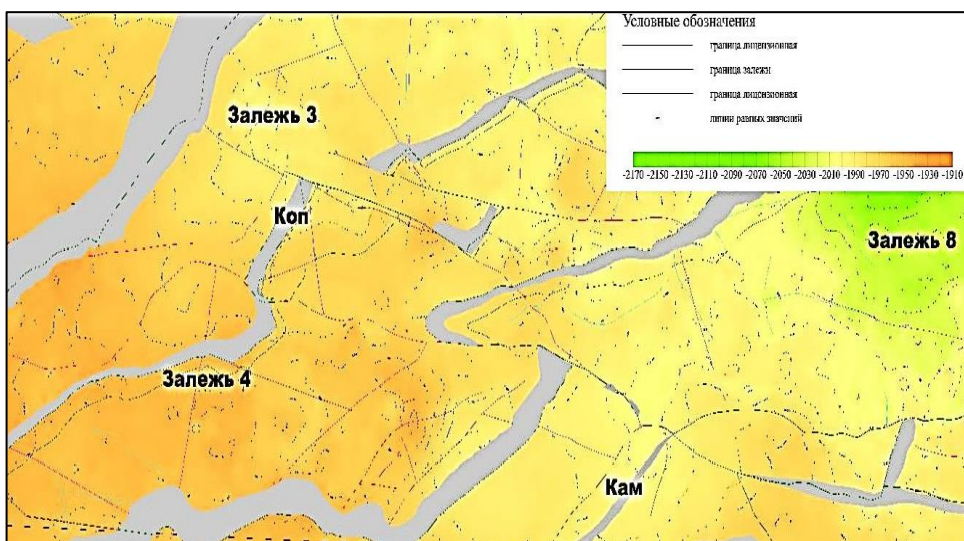 Условные обозначения
граница лицензионная
граница залежи
граница лицензионная
линии равных значений
-2170 -2150 -2130 -2110 -2090 -2070 -2050 -2030 -2010 -1990 -1970 -1950 -1930 -1910
Залежь 3
Коп
Залежь 8
Залежь 4
Кам